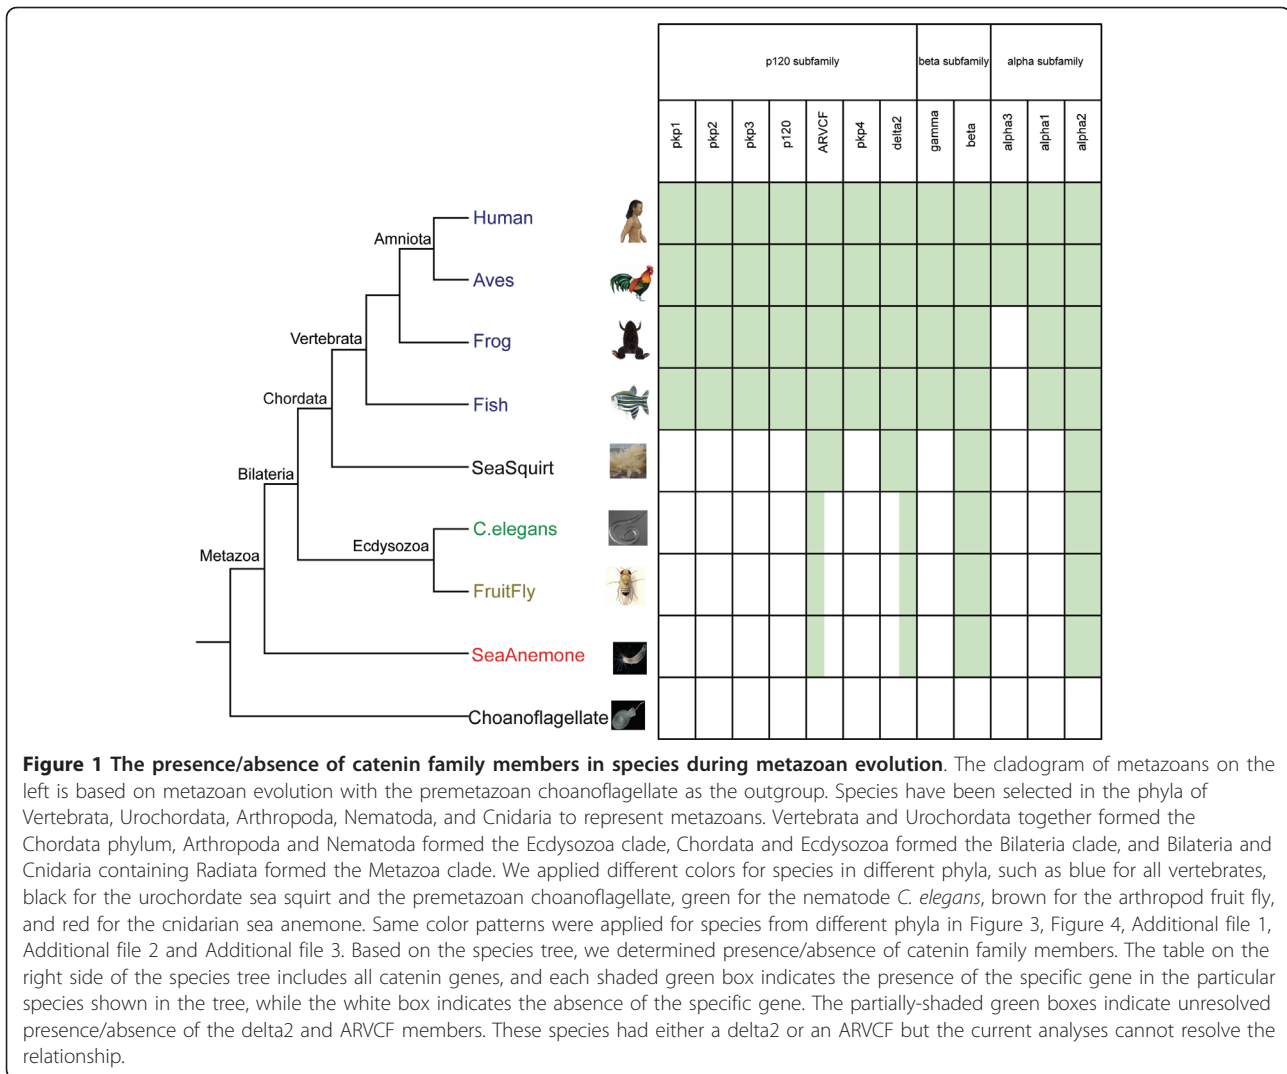 p120 subfamily
beta subfamily
alpha subfamily
pkp1
pkp2
pkp3
p120
ARVCF
pkp4
delta2
gamma
beta
alpha3
alpha1
alpha2
Human
Amniota
Aves
Vertebrata
Frog
Chordata
Fish
Bilateria
SeaSquirt
C.elegans
Ecdysozoa
Metazoa
FruitFly
SeaAnemone
Choanoflagellate
Figure 1 The presence/absence of catenin family members in species during metazoan evolution. The cladogram of metazoans on the
left is based on metazoan evolution with the premetazoan choanoflagellate as the outgroup. Species have been selected in the phyla of
Vertebrata, Urochordata, Arthropoda, Nematoda, and Cnidaria to represent metazoans. Vertebrata and Urochordata together formed the
Chordata phylum, Arthropoda and Nematoda formed the Ecdysozoa clade, Chordata and Ecdysozoa formed the Bilateria clade, and Bilateria and
Cnidaria containing Radiata formed the Metazoa clade. We applied different colors for species in different phyla, such as blue for all vertebrates,
black for the urochordate sea squirt and the premetazoan choanoflagellate, green for the nematode C. elegans, brown for the arthropod fruit fly,
and red for the cnidarian sea anemone. Same color patterns were applied for species from different phyla in Figure 3, Figure 4, Additional file 1,
Additional file 2 and Additional file 3. Based on the species tree, we determined presence/absence of catenin family members. The table on the
right side of the species tree includes all catenin genes, and each shaded green box indicates the presence of the specific gene in the particular
species shown in the tree, while the white box indicates the absence of the specific gene. The partially-shaded green boxes indicate unresolved
presence/absence of the delta2 and ARVCF members. These species had either a delta2 or an ARVCF but the current analyses cannot resolve the
relationship.